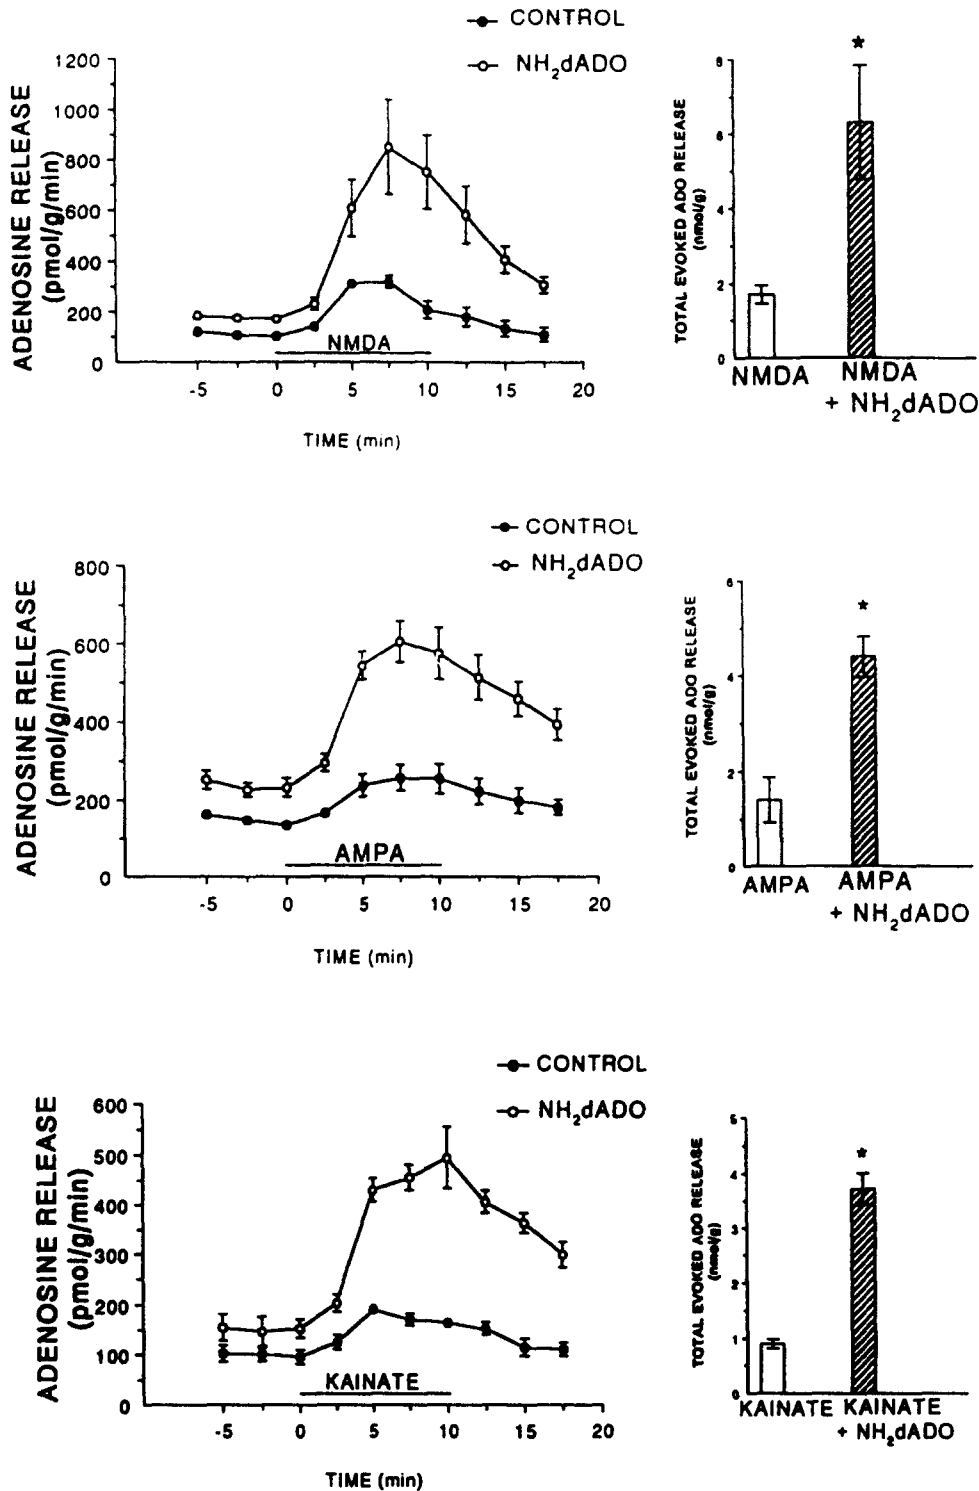 CONTROL
NH2dADO
ADENOSINE RELEASE
(pmol/g/min)
1200
1000
800
600
400
200
0
NMDA
-5 0 5 10 15 20
TIME (min)
*
TOTAL EVOKED ADO RELEASE
(nmol/g)
8
6
4
2
0
NMDA NMDA
+ NH2dADO
CONTROL
NH2dADO
ADENOSINE RELEASE
(pmol/g/min)
800
600
400
200
0
AMPA
-5 0 5 10 15 20
TIME (min)
*
TOTAL EVOKED ADO RELEASE
(nmol/g)
6
4
2
0
AMPA AMPA
+ NH2dADO
CONTROL
NH2dADO
ADENOSINE RELEASE
(pmol/g/min)
600
500
400
300
200
100
0
KAINATE
-5 0 5 10 15 20
TIME (min)
*
TOTAL EVOKED ADO RELEASE
(nmol/g)
5
4
3
2
1
0
KAINATE KAINATE
+ NH2dADO